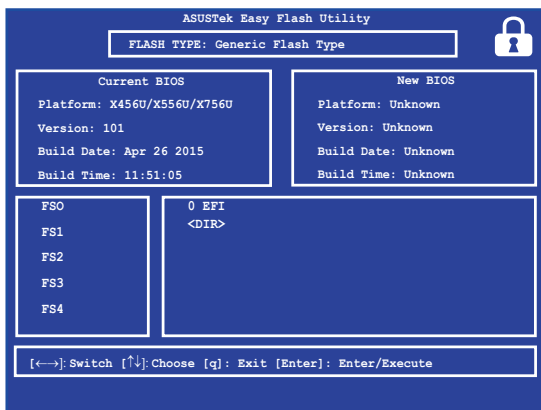 ASUSTek Easy Flash Utility
FLASH TYPE: Generic Flash Type
Current BIOS
Platform: X456U/X556U/X756U
Version: 101
Build Date: Apr 26 2015
Build Time: 11:51:05
New BIOS
Platform: Unknown
Version: Unknown
Build Date: Unknown
Build Time: Unknown
FSO
FS1
FS2
FS3
FS4
0 EFI
<DIR>
[←→]: Switch [↑↓]: Choose [q]: Exit [Enter]: Enter/Execute